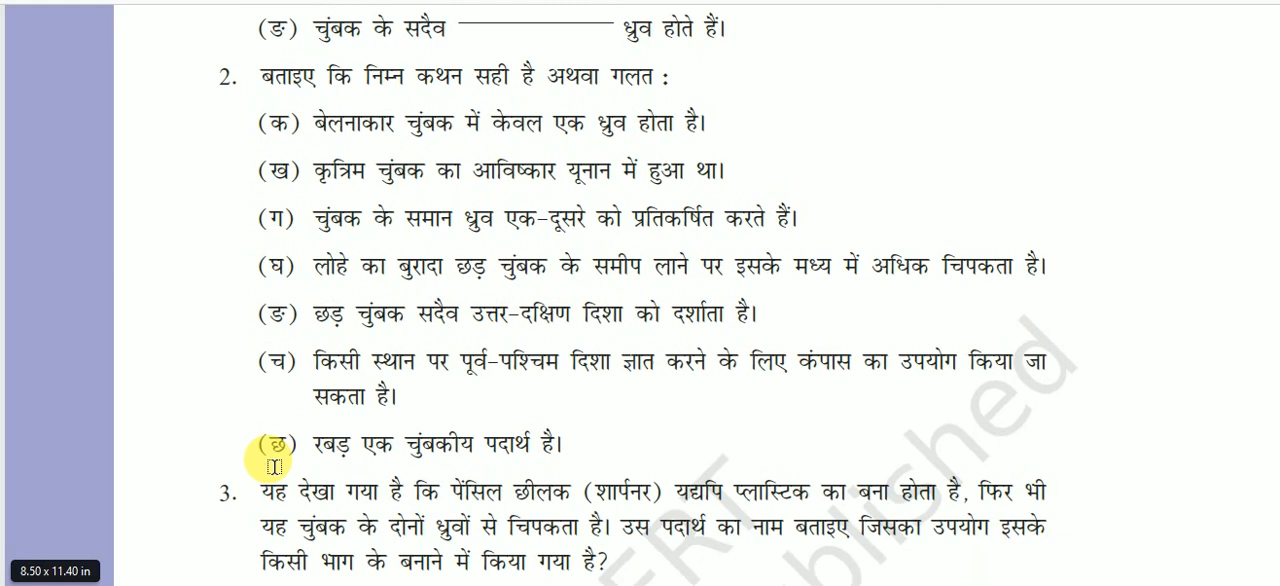 (ङ) चुंबक के सदैव ____________ ध्रुव होते हैं।
2. बताइए कि निम्न कथन सही है अथवा गलत :
(क) बेलनाकार चुंबक में केवल एक ध्रुव होता है।
(ख) कृत्रिम चुंबक का आविष्कार यूनान में हुआ था।
(ग) चुंबक के समान ध्रुव एक-दूसरे को प्रतिकर्षित करते हैं।
(घ) लोहे का बुरादा छड़ चुंबक के समीप लाने पर इसके मध्य में अधिक चिपकता है।
(ङ) छड़ चुंबक सदैव उत्तर-दक्षिण दिशा को दर्शाता है।
(च) किसी स्थान पर पूर्व-पश्चिम दिशा ज्ञात करने के लिए कंपास का उपयोग किया जा
सकता है।
(छ) रबड़ एक चुंबकीय पदार्थ है।
3. यह देखा गया है कि पेंसिल छीलक (शार्पनर) यद्यपि प्लास्टिक का बना होता है, फिर भी
यह चुंबक के दोनों ध्रुवों से चिपकता है। उस पदार्थ का नाम बताइए जिसका उपयोग इसके
किसी भाग के बनाने में किया गया है?
8.50 x 11.40 in